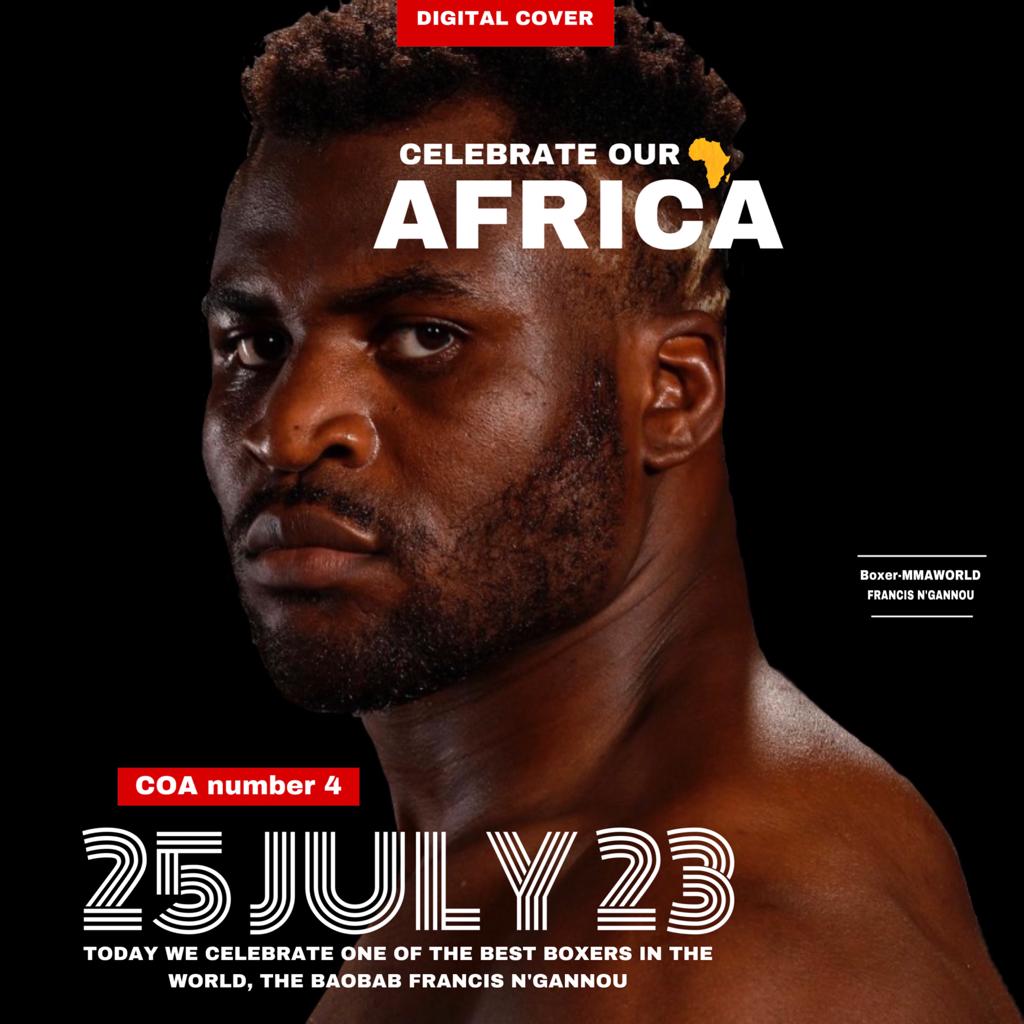 DIGITAL COVER
CELEBRATE OUR
AFRICA
Boxer-MMAWORLD
FRANCIS N'GANNOU
COA number 4
25 JULY 23
TODAY WE CELEBRATE ONE OF THE BEST BOXERS IN THE
WORLD, THE BAOBAB FRANCIS N'GANNOU